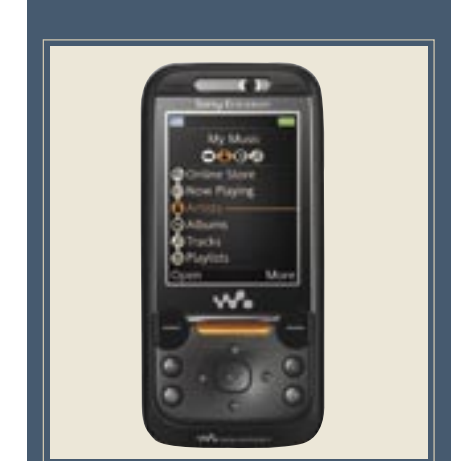 Sony Ericsson
My Music
Online Store
Now Playing
Artists
Albums
Tracks
Playlists
Open More